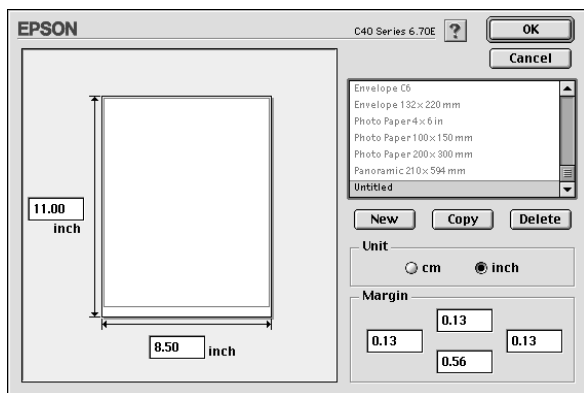 EPSON
C40 Series 6.70E
?
OK
Cancel
Envelope C6
Envelope 132×220 mm
Photo Paper 4×6 in
Photo Paper 100×150 mm
Photo Paper 200×300 mm
Panoramic 210×594 mm
Untitled
New
Copy
Delete
11.00
inch
8.50 inch
Unit
cm
inch
Margin
0.13
0.13
0.13
0.56